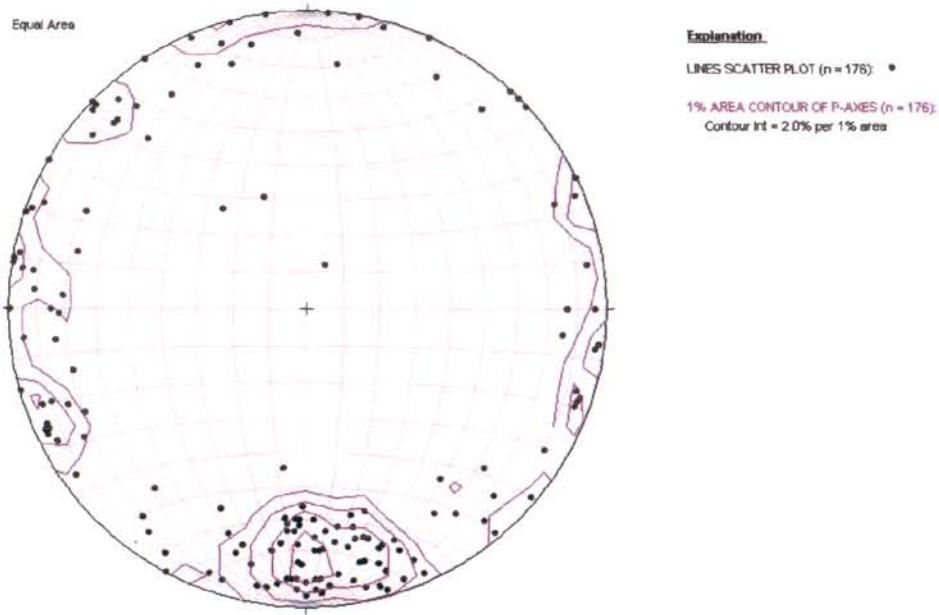 Equal Area
Explanation
LINES SCATTER PLOT (n = 176):
1% AREA CONTOUR OF P-AXES (n = 176):
Contour Int = 2.0% per 1% area